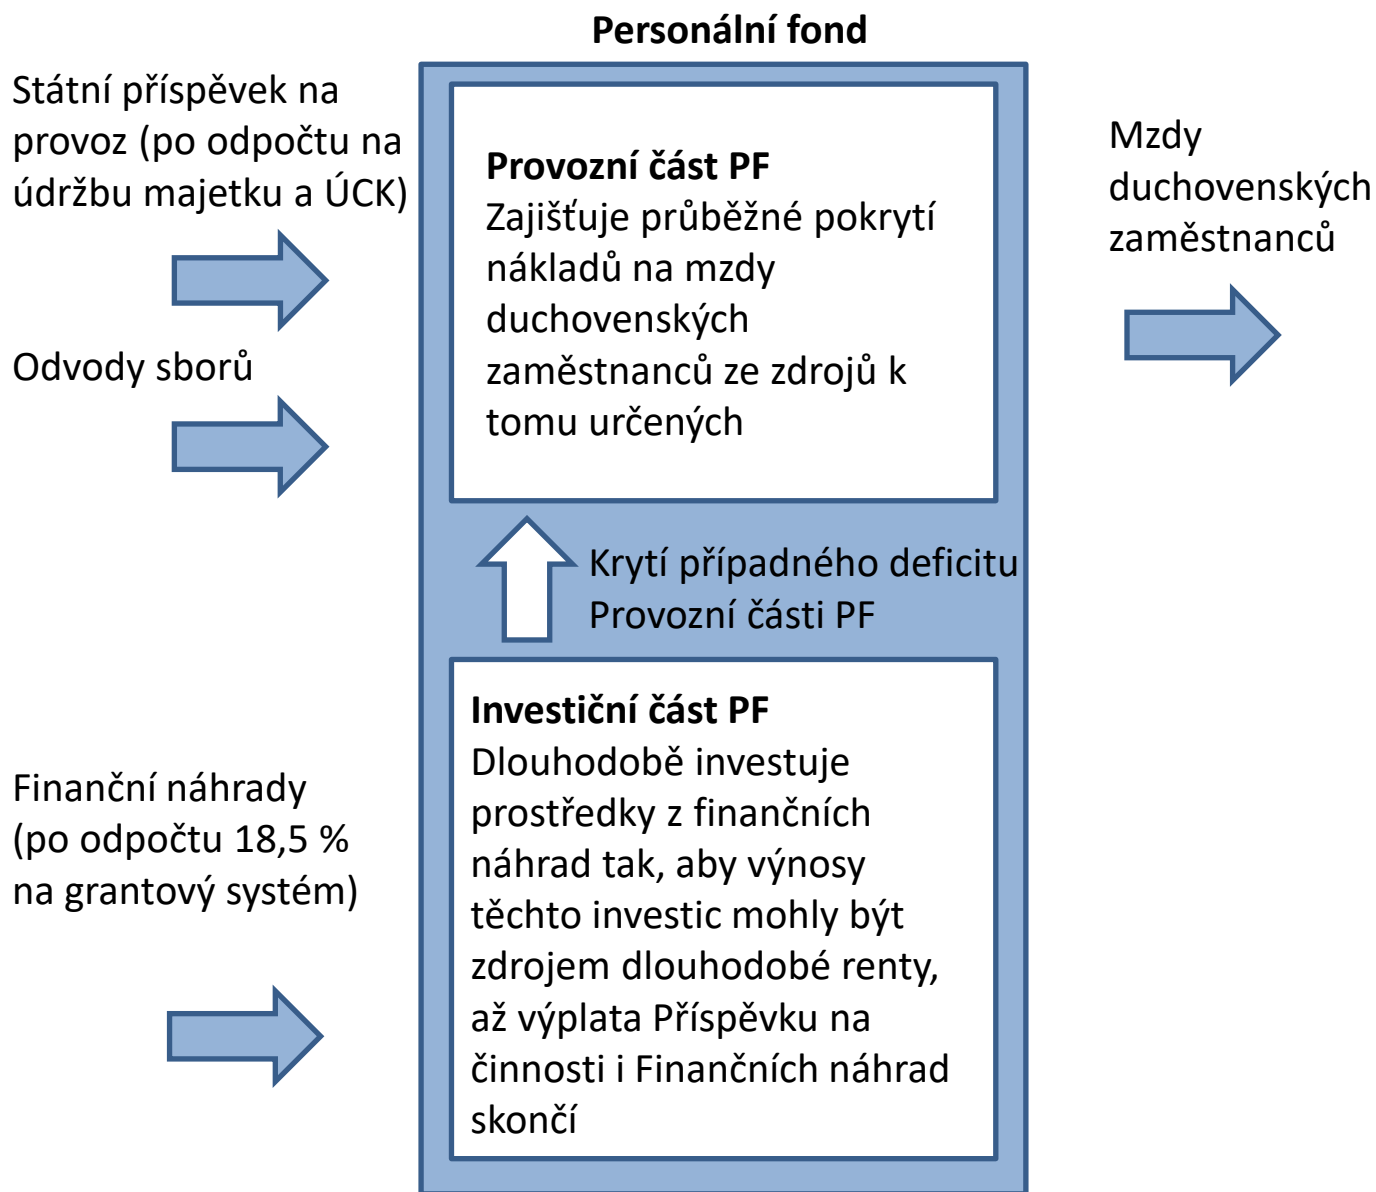 Personální fond
Státní příspěvek na
provoz (po odpočtu na
údržbu majetku a ÚCK)
Odvody sborů
Provozní část PF
Zajišťuje průběžné pokrytí
nákladů na mzdy
duchovenských
zaměstnanců ze zdrojů k
tomu určených
Mzdy
duchovenských
zaměstnanců
Krytí případného deficitu
Provozní části PF
Finanční náhrady
(po odpočtu 18,5 %
na grantový systém)
Investiční část PF
Dlouhodobě investuje
prostředky z finančních
náhrad tak, aby výnosy
těchto investic mohly být
zdrojem dlouhodobé renty,
až výplata Příspěvku na
činnosti i Finančních náhrad
skončí